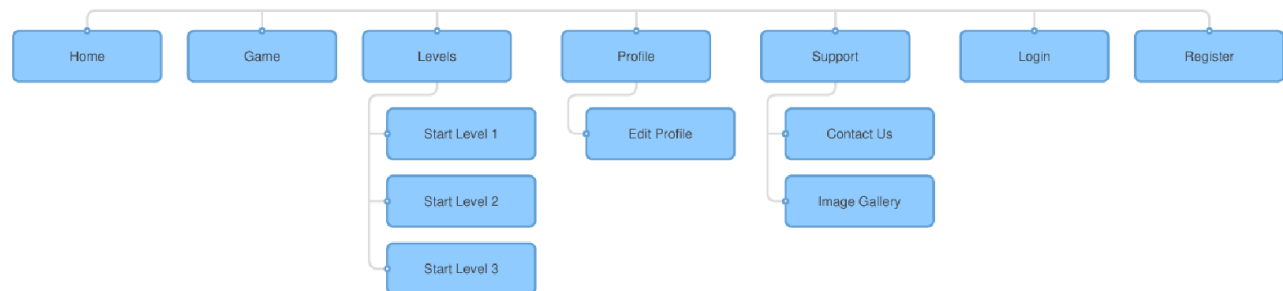 Home
Game
Levels
Profile
Support
Login
Register
Start Level 1
Edit Profile
Contact Us
Start Level 2
Image Gallery
Start Level 3